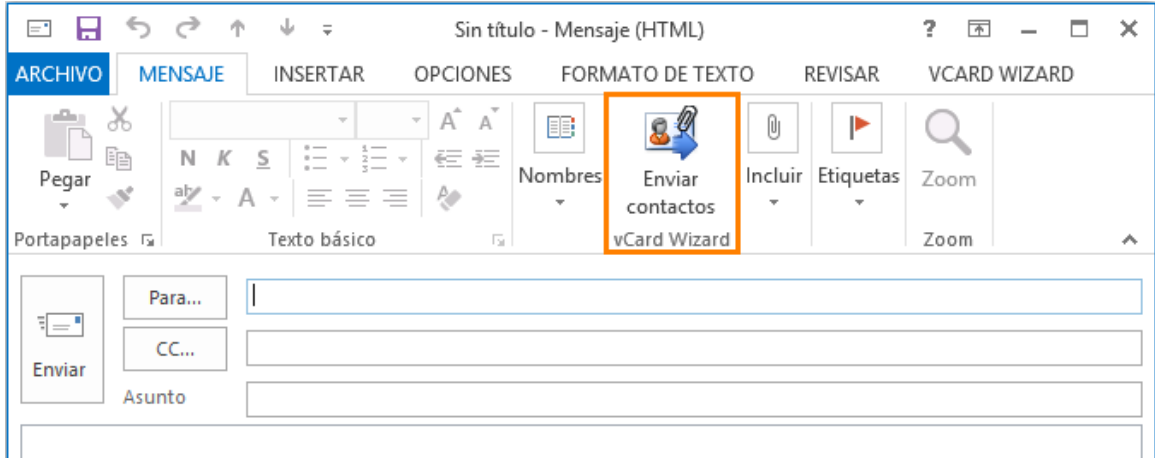 Sin título - Mensaje (HTML)
?
ARCHIVO MENSAJE INSERTAR OPCIONES FORMATO DE TEXTO REVISAR VCARD WIZARD
Pegar
N K S
A A
aby A
Portapapeles
Texto básico
Nombres
Enviar
contactos
vCard Wizard
Incluir
Etiquetas
Zoom
Zoom
Enviar
Para...
CC...
Asunto